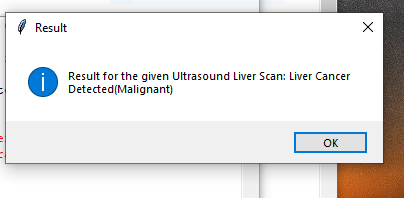 Result
Result for the given Ultrasound Liver Scan: Liver Cancer
Detected(Malignant)
OK